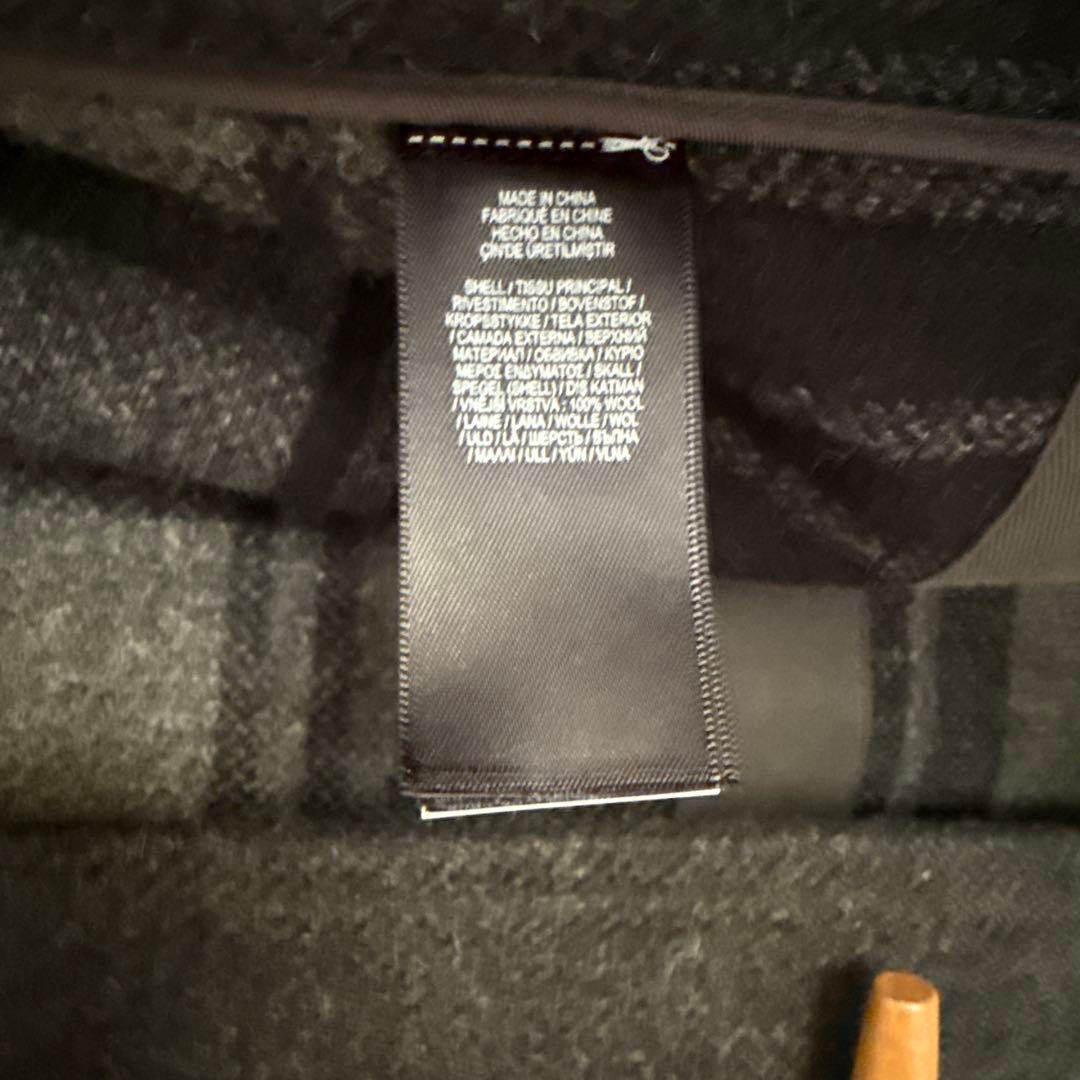 MADE IN CHINA
FABRIQUÉ EN CHINE
HECHO EN CHINA
ÇIN'DE ÜRETILMIŞTIR
SHELL / TISSU PRINCIPAL /
RIVESTIMENTO / BOVENSTOF /
KROPSSTYKKE / TELA EXTERIOR
/ CAMADA EXTERNA / ВЕРХНИЙ
МАТЕРИАЛ / ОБВИВКА / ΚΥΡΙΟ
ΜΕΡΟΣ ΕΝΔΥΜΑΤΟΣ / SKALL /
SPEGEL (SHELL) / DIŞ KATMAN
/ VNĚJŠÍ VRSTVA : 100% WOOL
/ LAINE / LANA / WOLLE / WOL
/ ULD / LÃ / ШЕРСТЬ / ВЪЛНА
/ ΜΑΛΛΙ / ULL / YÜN / VLNA